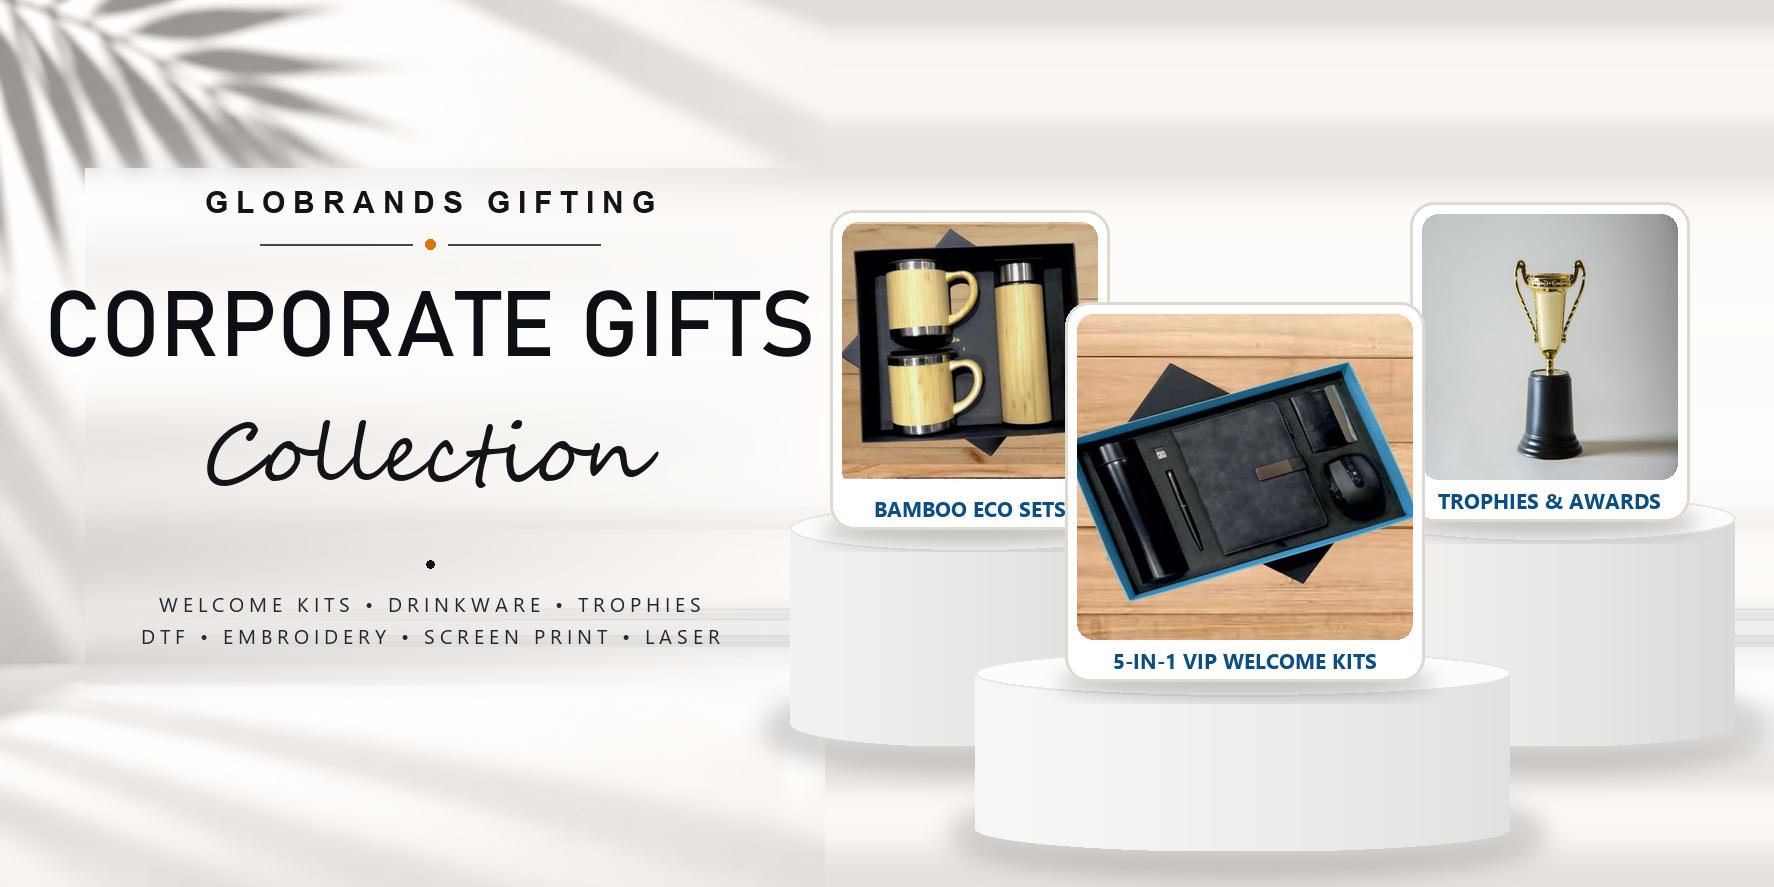 GLOBRANDS GIFTING
CORPORATE GIFTS
Collection
WELCOME KITS • DRINKWARE • TROPHIES
DTF • EMBROIDERY • SCREEN PRINT • LASER
BAMBOO ECO SETS
5-IN-1 VIP WELCOME KITS
TROPHIES & AWARDS